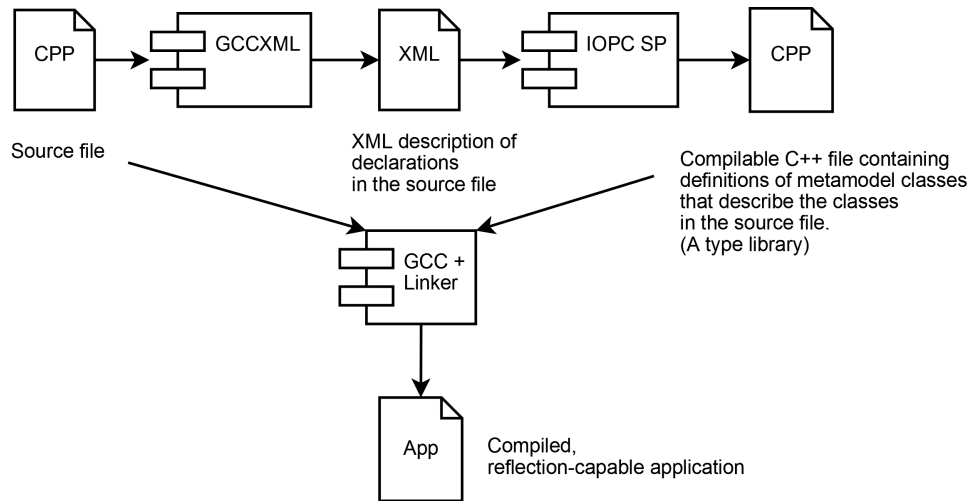 CPP
GCCXML
XML
IOPC SP
CPP
Source file
XML description of
declarations
in the source file
Compilable C++ file containing
definitions of metamodel classes
that describe the classes
in the source file.
(A type library)
GCC +
Linker
App
Compiled,
reflection-capable application